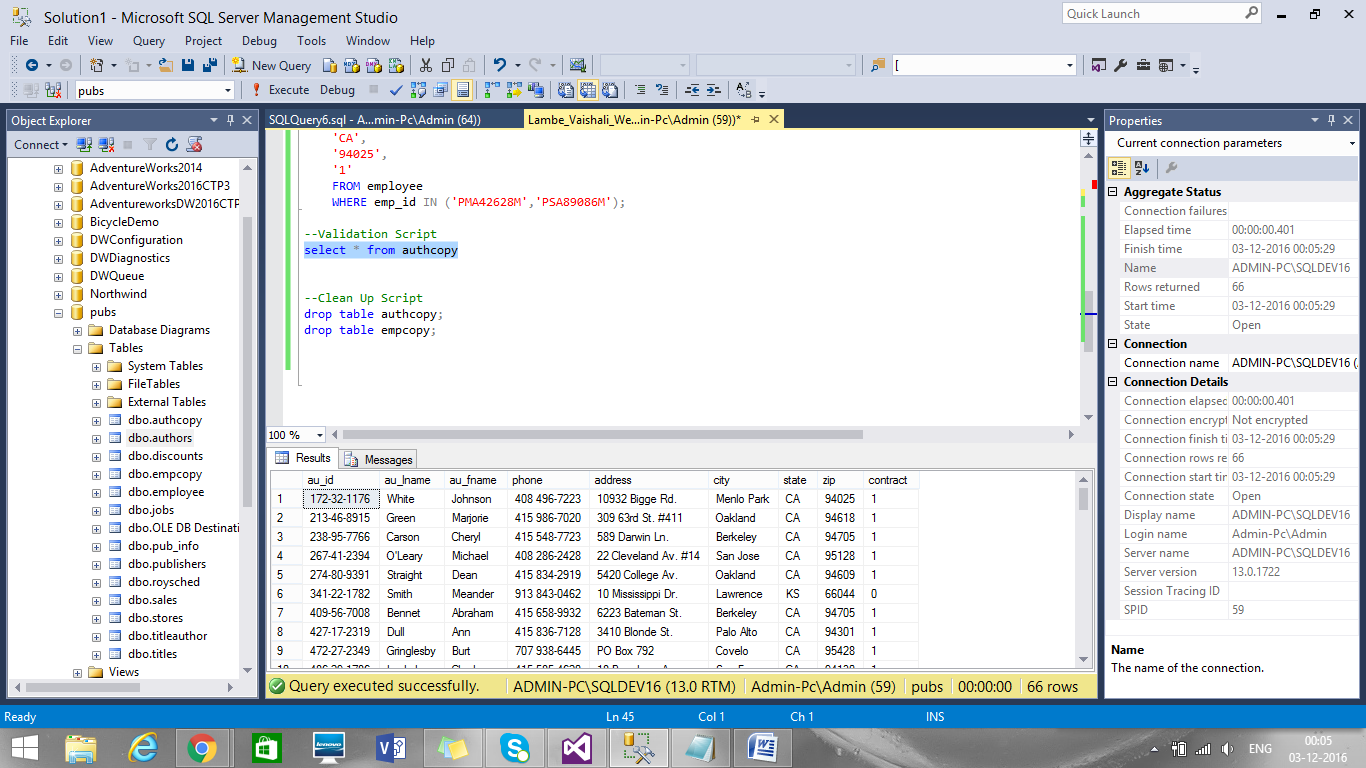 Solution1 - Microsoft SQL Server Management Studio
Quick Launch
File Edit View Query Project Debug Tools Window Help
New Query
[
pubs
Execute Debug
Object Explorer
Connect
AdventureWorks2014
AdventureWorks2016CTP3
AdventureworksDW2016CTP
BicycleDemo
DWConfiguration
DWDiagnostics
DWQueue
Northwind
pubs
Database Diagrams
Tables
System Tables
FileTables
External Tables
dbo.authcopy
dbo.authors
dbo.discounts
dbo.empcopy
dbo.employee
dbo.jobs
dbo.OLE DB Destinati
dbo.pub_info
dbo.publishers
dbo.roysched
dbo.sales
dbo.stores
dbo.titleauthor
dbo.titles
Views
SQLQuery6.sql - A...min-Pc\Admin (64))
Lambe_Vaishali_We...in-Pc\Admin (59))*
'CA',
'94025',
'1'
FROM employee
WHERE emp_id IN ('PMA42628M','PSA89086M');
--Validation Script
select * from authcopy
--Clean Up Script
drop table authcopy;
drop table empcopy;
100 %
Results Messages
au_id au_lname au_fname phone address city state zip contract
1 172-32-1176 White Johnson 408 496-7223 10932 Bigge Rd. Menlo Park CA 94025 1
2 213-46-8915 Green Marjorie 415 986-7020 309 63rd St. #411 Oakland CA 94618 1
3 238-95-7766 Carson Cheryl 415 548-7723 589 Darwin Ln. Berkeley CA 94705 1
4 267-41-2394 O'Leary Michael 408 286-2428 22 Cleveland Av. #14 San Jose CA 95128 1
5 274-80-9391 Straight Dean 415 834-2919 5420 College Av. Oakland CA 94609 1
6 341-22-1782 Smith Meander 913 843-0462 10 Mississippi Dr. Lawrence KS 66044 0
7 409-56-7008 Bennet Abraham 415 658-9932 6223 Bateman St. Berkeley CA 94705 1
8 427-17-2319 Dull Ann 415 836-7128 3410 Blonde St. Palo Alto CA 94301 1
9 472-27-2349 Gringlesby Burt 707 938-6445 PO Box 792 Covelo CA 95428 1
Query executed successfully. ADMIN-PC\SQLDEV16 (13.0 RTM) Admin-Pc\Admin (59) pubs 00:00:00 66 rows
Properties
Current connection parameters
Aggregate Status
Connection failures
Elapsed time 00:00:00.401
Finish time 03-12-2016 00:05:29
Name ADMIN-PC\SQLDEV16
Rows returned 66
Start time 03-12-2016 00:05:29
State Open
Connection
Connection name ADMIN-PC\SQLDEV16 (
Connection Details
Connection elapsed 00:00:00.401
Connection encrypt Not encrypted
Connection finish ti 03-12-2016 00:05:29
Connection rows re 66
Connection start tin 03-12-2016 00:05:29
Connection state Open
Display name ADMIN-PC\SQLDEV16
Login name Admin-Pc\Admin
Server name ADMIN-PC\SQLDEV16
Server version 13.0.1722
Session Tracing ID
SPID 59
Name
The name of the connection.
Ready Ln 45 Col 1 Ch 1 INS
lenovo
ENG
00:05
03-12-2016